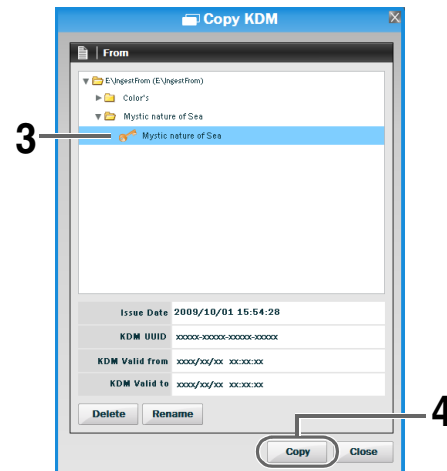 Copy KDM
From
E:\IngestFrom (E:\IngestFrom)
Color's
Mystic nature of Sea
3
Mystic nature of Sea
Issue Date 2009/10/01 15:54:28
KDM UUID xxxxx-xxxxx-xxxxx-xxxxx
KDM Valid from xxxx/xx/xx xx:xx:xx
KDM Valid to xxxx/xx/xx xx:xx:xx
Delete Rename
4
Copy Close